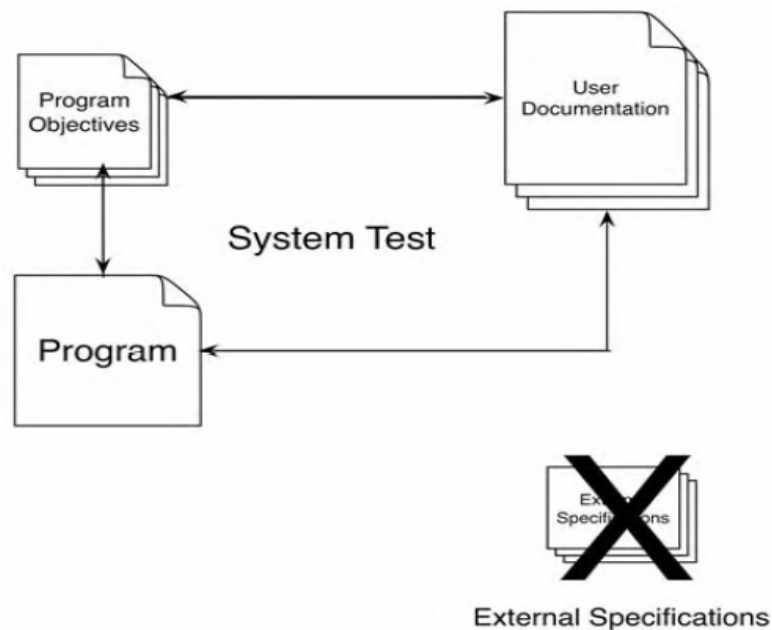 Program
Objectives
User
Documentation
System Test
Program
External Specifications